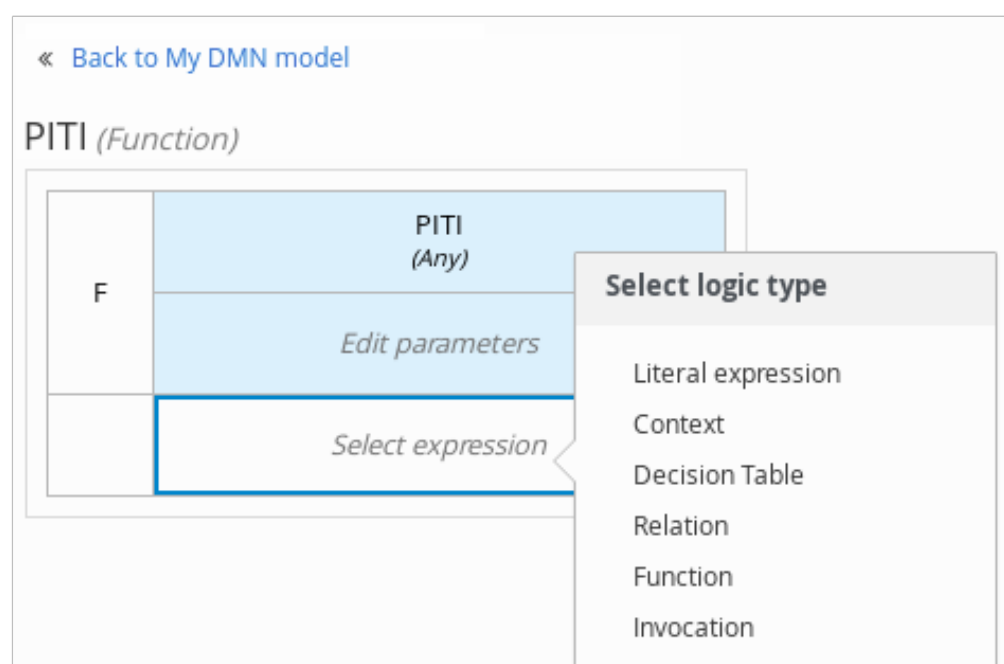 « Back to My DMN model
PITI (Function)
PITI
(Any)
F
Edit parameters
Select expression
Select logic type
Literal expression
Context
Decision Table
Relation
Function
Invocation